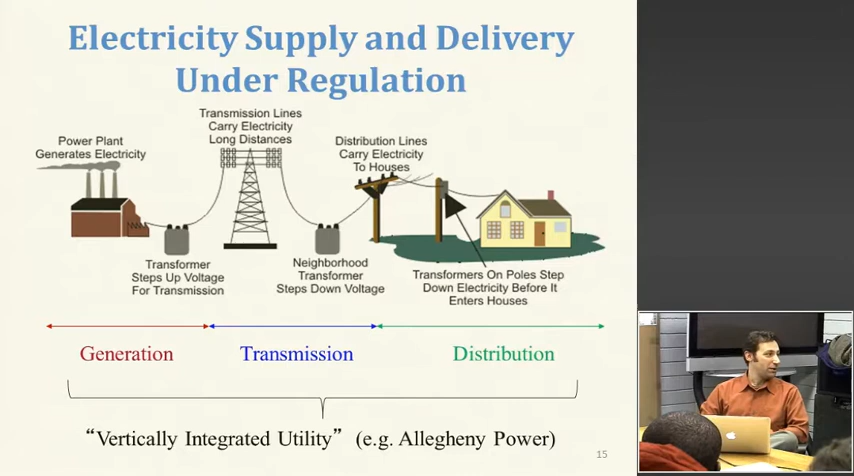 Electricity Supply and Delivery
Under Regulation
Transmission Lines
Carry Electricity
Long Distances
Power Plant
Generates Electricity
Distribution Lines
Carry Electricity
To Houses
Transformer
Steps Up Voltage
For Transmission
Neighborhood
Transformer
Steps Down Voltage
Transformers On Poles Step
Down Electricity Before It
Enters Houses
Generation
Transmission
Distribution
“Vertically Integrated Utility” (e.g. Allegheny Power)
15